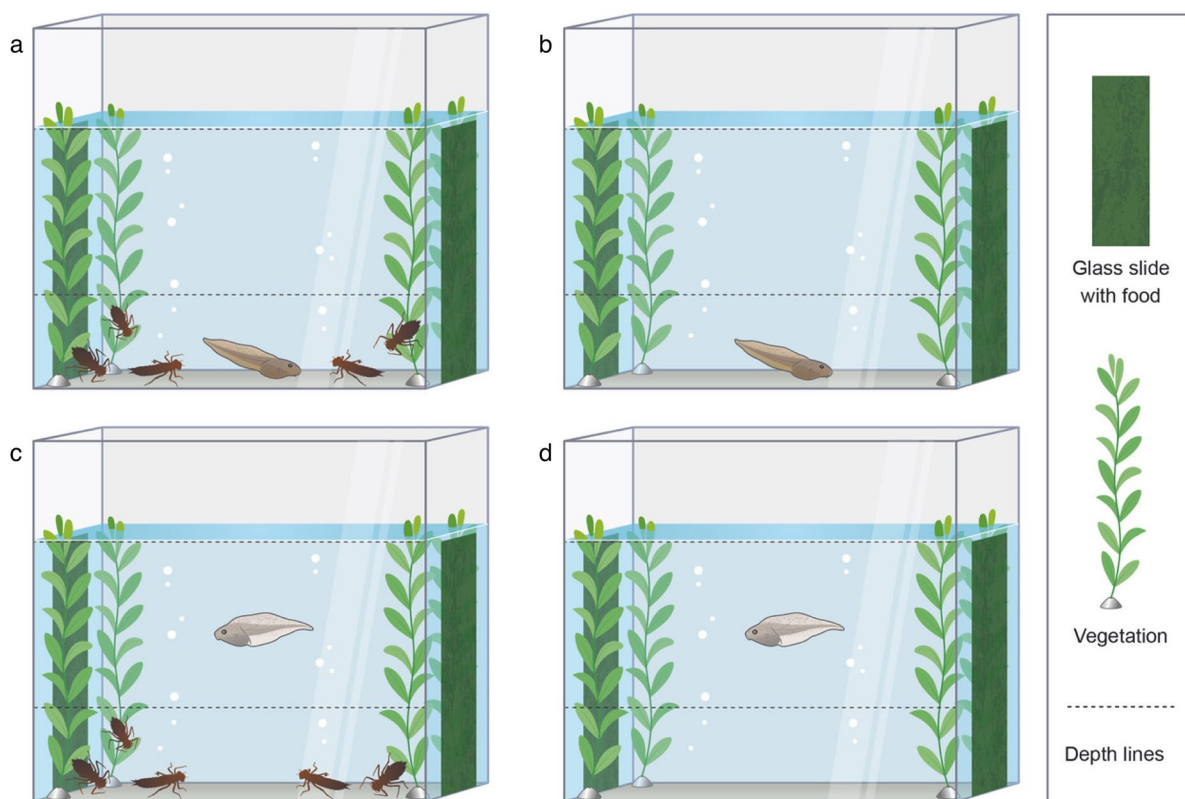 a
b
c
d
Glass slide
with food
Vegetation
Depth lines